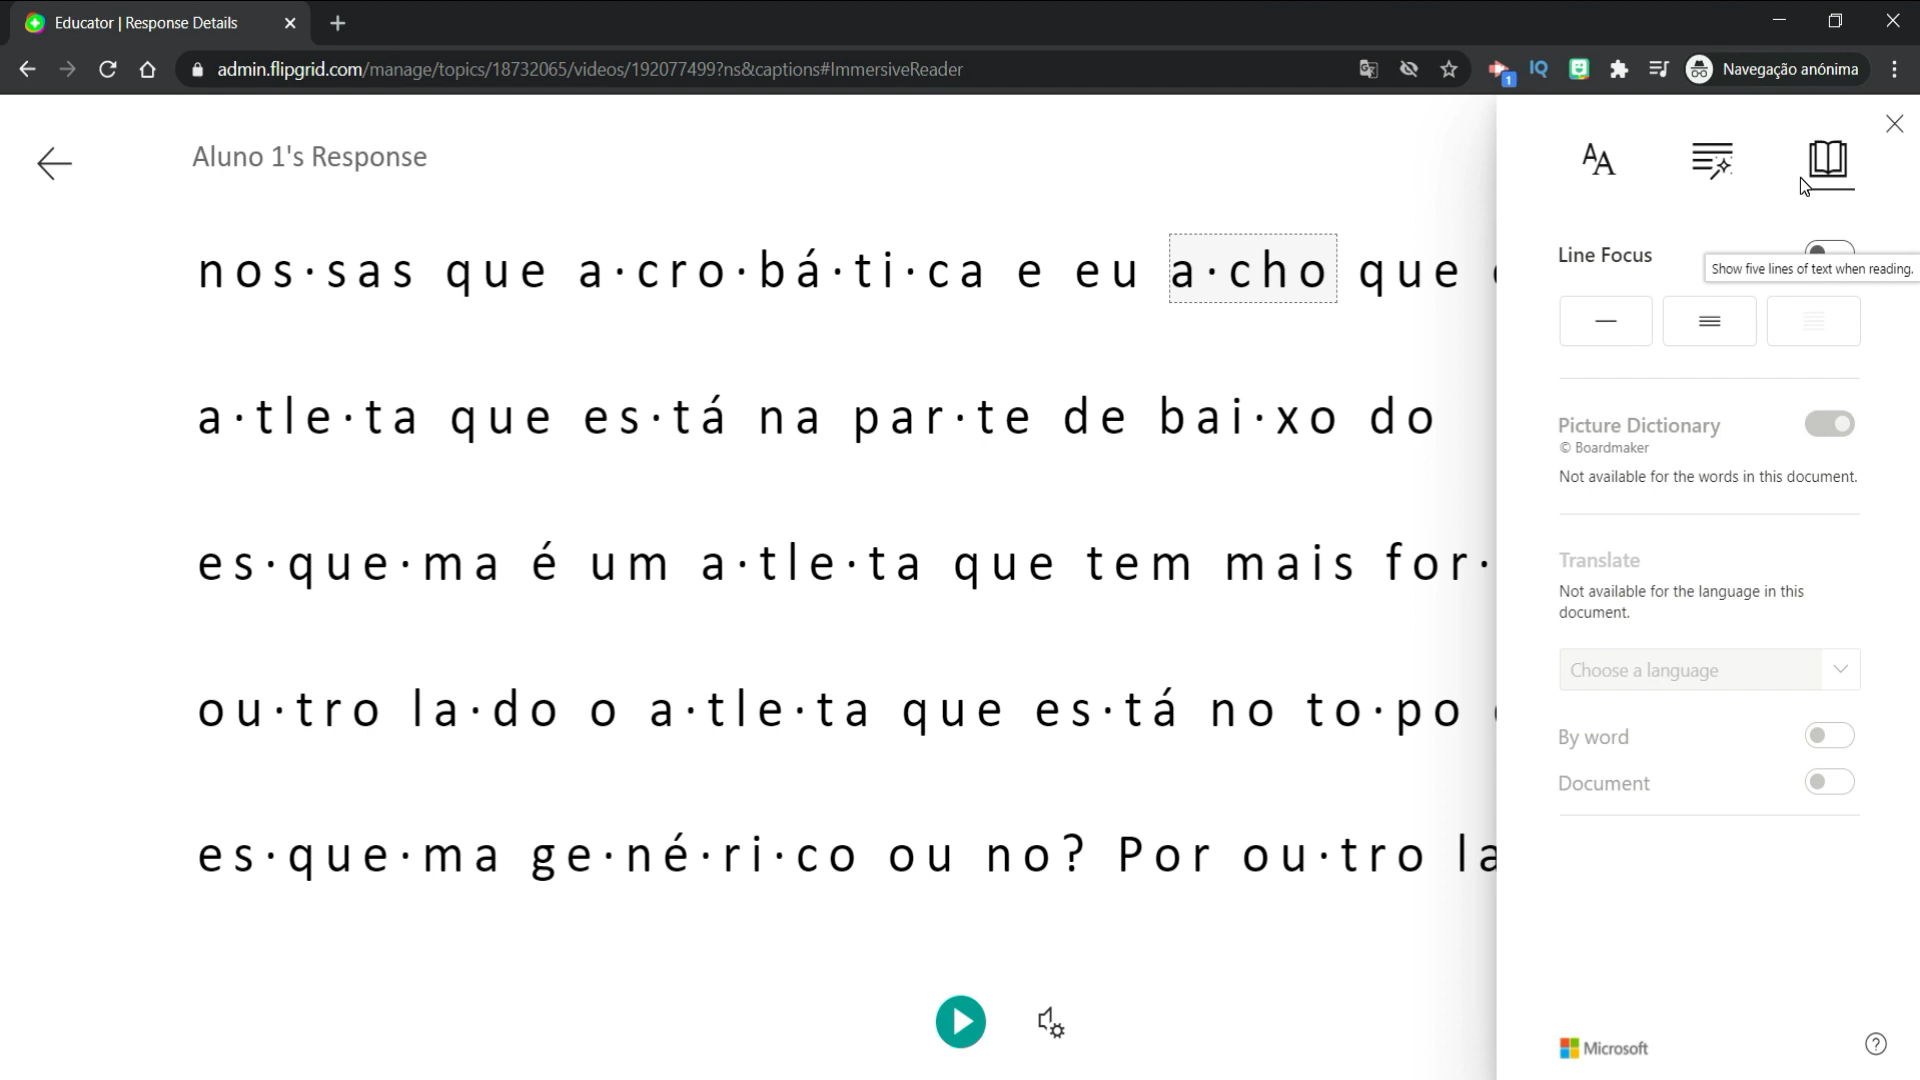 Educator | Response Details
admin.flipgrid.com/manage/topics/18732065/videos/192077499?ns&captions#ImmersiveReader
1
IQ
Navegação anónima
Aluno 1's Response
nos·sas que a·cro·bá·ti·ca e eu a·cho que
a·tle·ta que es·tá na par·te de bai·xo do
es·que·ma é um a·tle·ta que tem mais for·
ou·tro la·do o a·tle·ta que es·tá no to·po
es·que·ma ge·né·ri·co ou no? Por ou·tro la
AA
Line Focus
Show five lines of text when reading.
Picture Dictionary
© Boardmaker
Not available for the words in this document.
Translate
Not available for the language in this
document.
Choose a language
By word
Document
Microsoft
?